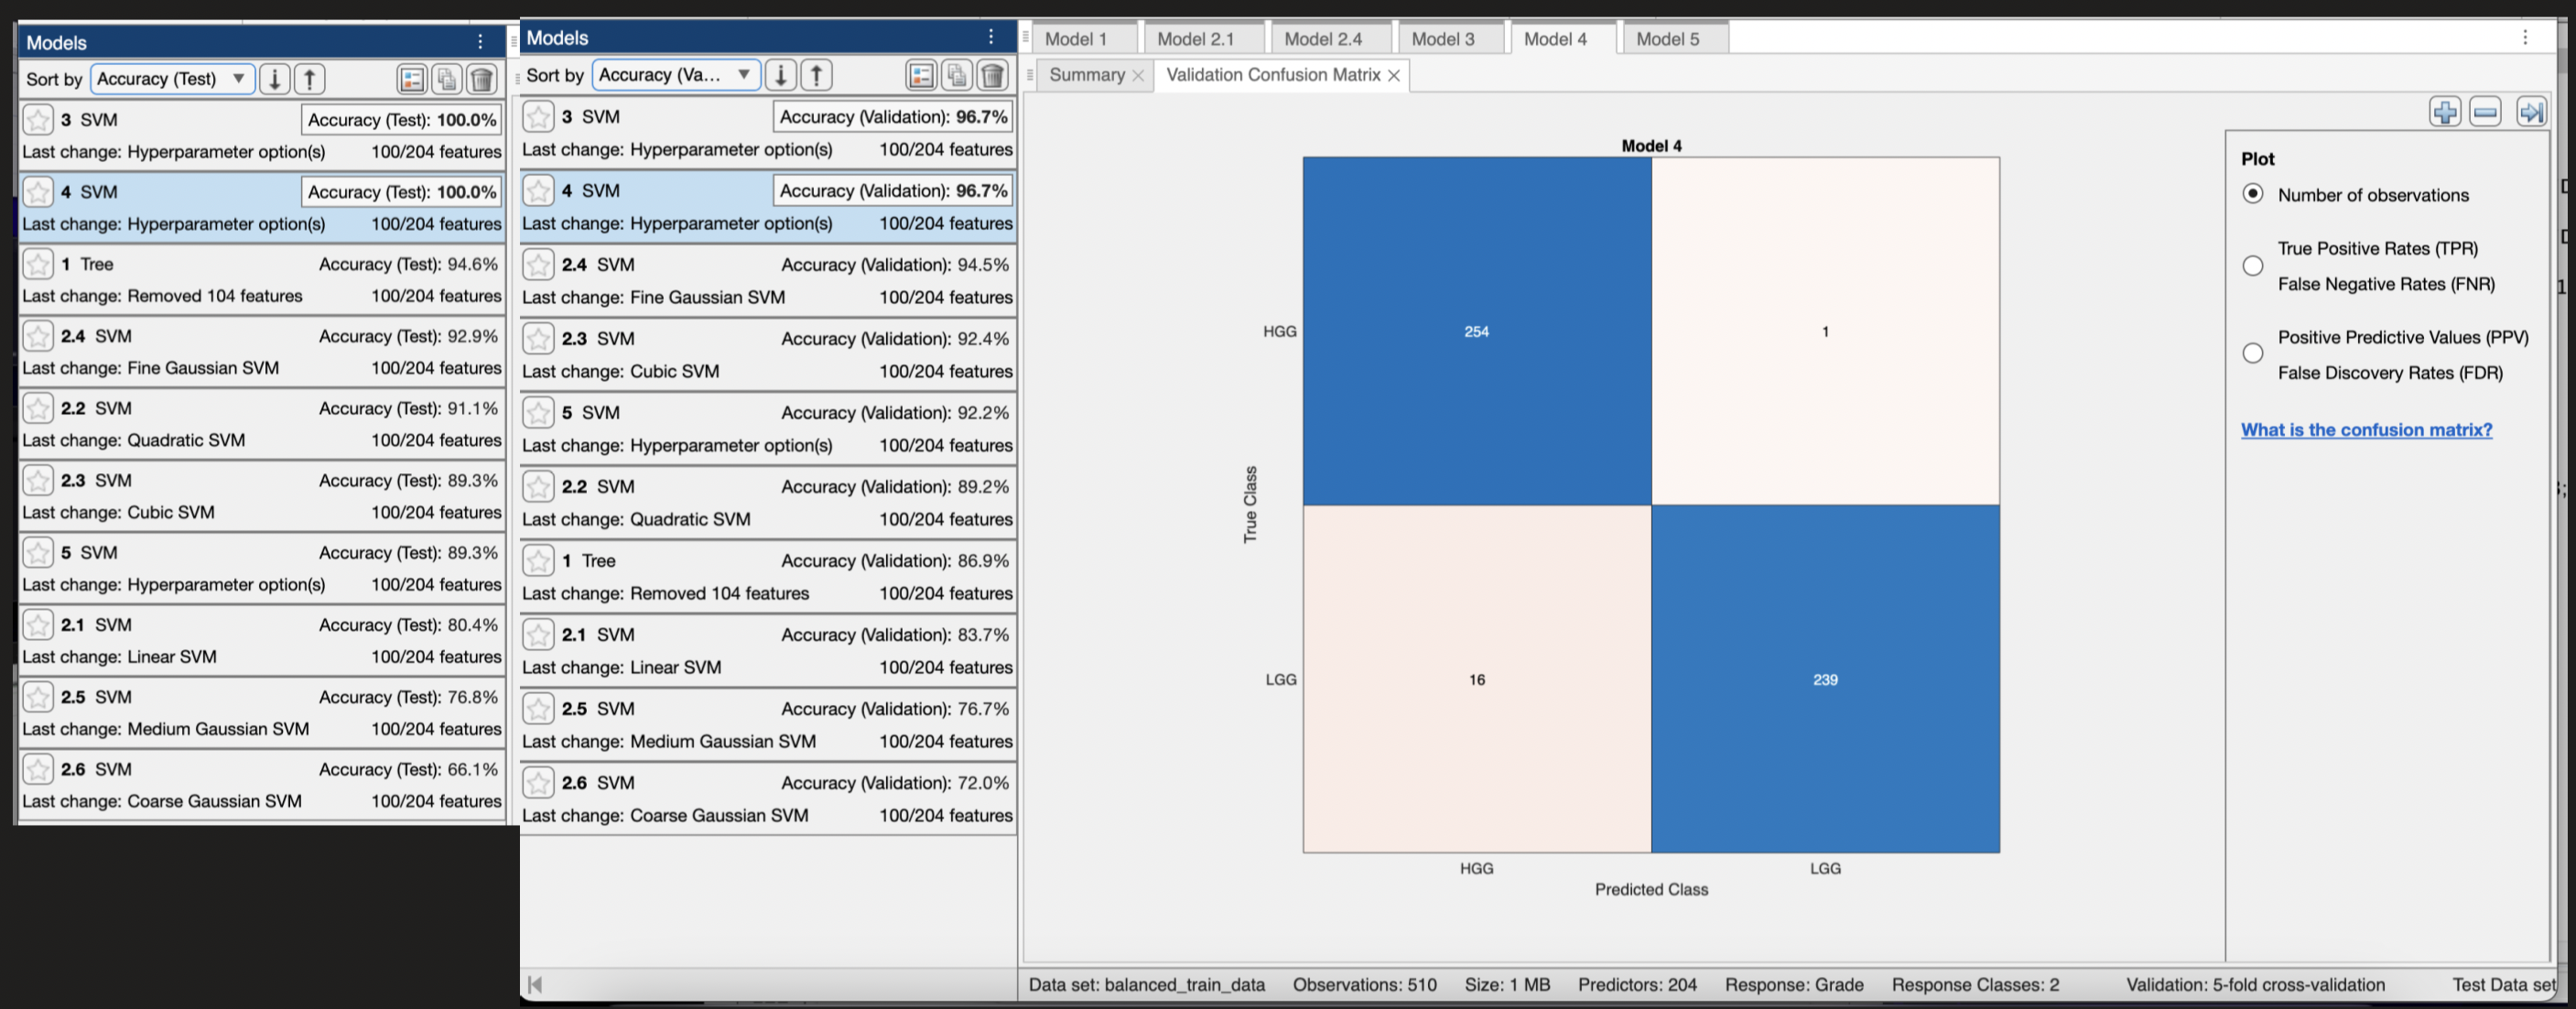 Models
Sort by Accuracy (Test)
3 SVM Accuracy (Test): 100.0%
Last change: Hyperparameter option(s) 100/204 features
4 SVM Accuracy (Test): 100.0%
Last change: Hyperparameter option(s) 100/204 features
1 Tree Accuracy (Test): 94.6%
Last change: Removed 104 features 100/204 features
2.4 SVM Accuracy (Test): 92.9%
Last change: Fine Gaussian SVM 100/204 features
2.2 SVM Accuracy (Test): 91.1%
Last change: Quadratic SVM 100/204 features
2.3 SVM Accuracy (Test): 89.3%
Last change: Cubic SVM 100/204 features
5 SVM Accuracy (Test): 89.3%
Last change: Hyperparameter option(s) 100/204 features
2.1 SVM Accuracy (Test): 80.4%
Last change: Linear SVM 100/204 features
2.5 SVM Accuracy (Test): 76.8%
Last change: Medium Gaussian SVM 100/204 features
2.6 SVM Accuracy (Test): 66.1%
Last change: Coarse Gaussian SVM 100/204 features
Models
Sort by Accuracy (Va...
3 SVM Accuracy (Validation): 96.7%
Last change: Hyperparameter option(s) 100/204 features
4 SVM Accuracy (Validation): 96.7%
Last change: Hyperparameter option(s) 100/204 features
2.4 SVM Accuracy (Validation): 94.5%
Last change: Fine Gaussian SVM 100/204 features
2.3 SVM Accuracy (Validation): 92.4%
Last change: Cubic SVM 100/204 features
5 SVM Accuracy (Validation): 92.2%
Last change: Hyperparameter option(s) 100/204 features
2.2 SVM Accuracy (Validation): 89.2%
Last change: Quadratic SVM 100/204 features
1 Tree Accuracy (Validation): 86.9%
Last change: Removed 104 features 100/204 features
2.1 SVM Accuracy (Validation): 83.7%
Last change: Linear SVM 100/204 features
2.5 SVM Accuracy (Validation): 76.7%
Last change: Medium Gaussian SVM 100/204 features
2.6 SVM Accuracy (Validation): 72.0%
Last change: Coarse Gaussian SVM 100/204 features
Model 1 Model 2.1 Model 2.4 Model 3 Model 4 Model 5
Summary Validation Confusion Matrix
Model 4
HGG 254 1
True Class
LGG 16 239
HGG LGG
Predicted Class
Plot
Number of observations
True Positive Rates (TPR)
False Negative Rates (FNR)
Positive Predictive Values (PPV)
False Discovery Rates (FDR)
What is the confusion matrix?
Data set: balanced_train_data Observations: 510 Size: 1 MB Predictors: 204 Response: Grade Response Classes: 2 Validation: 5-fold cross-validation Test Data set